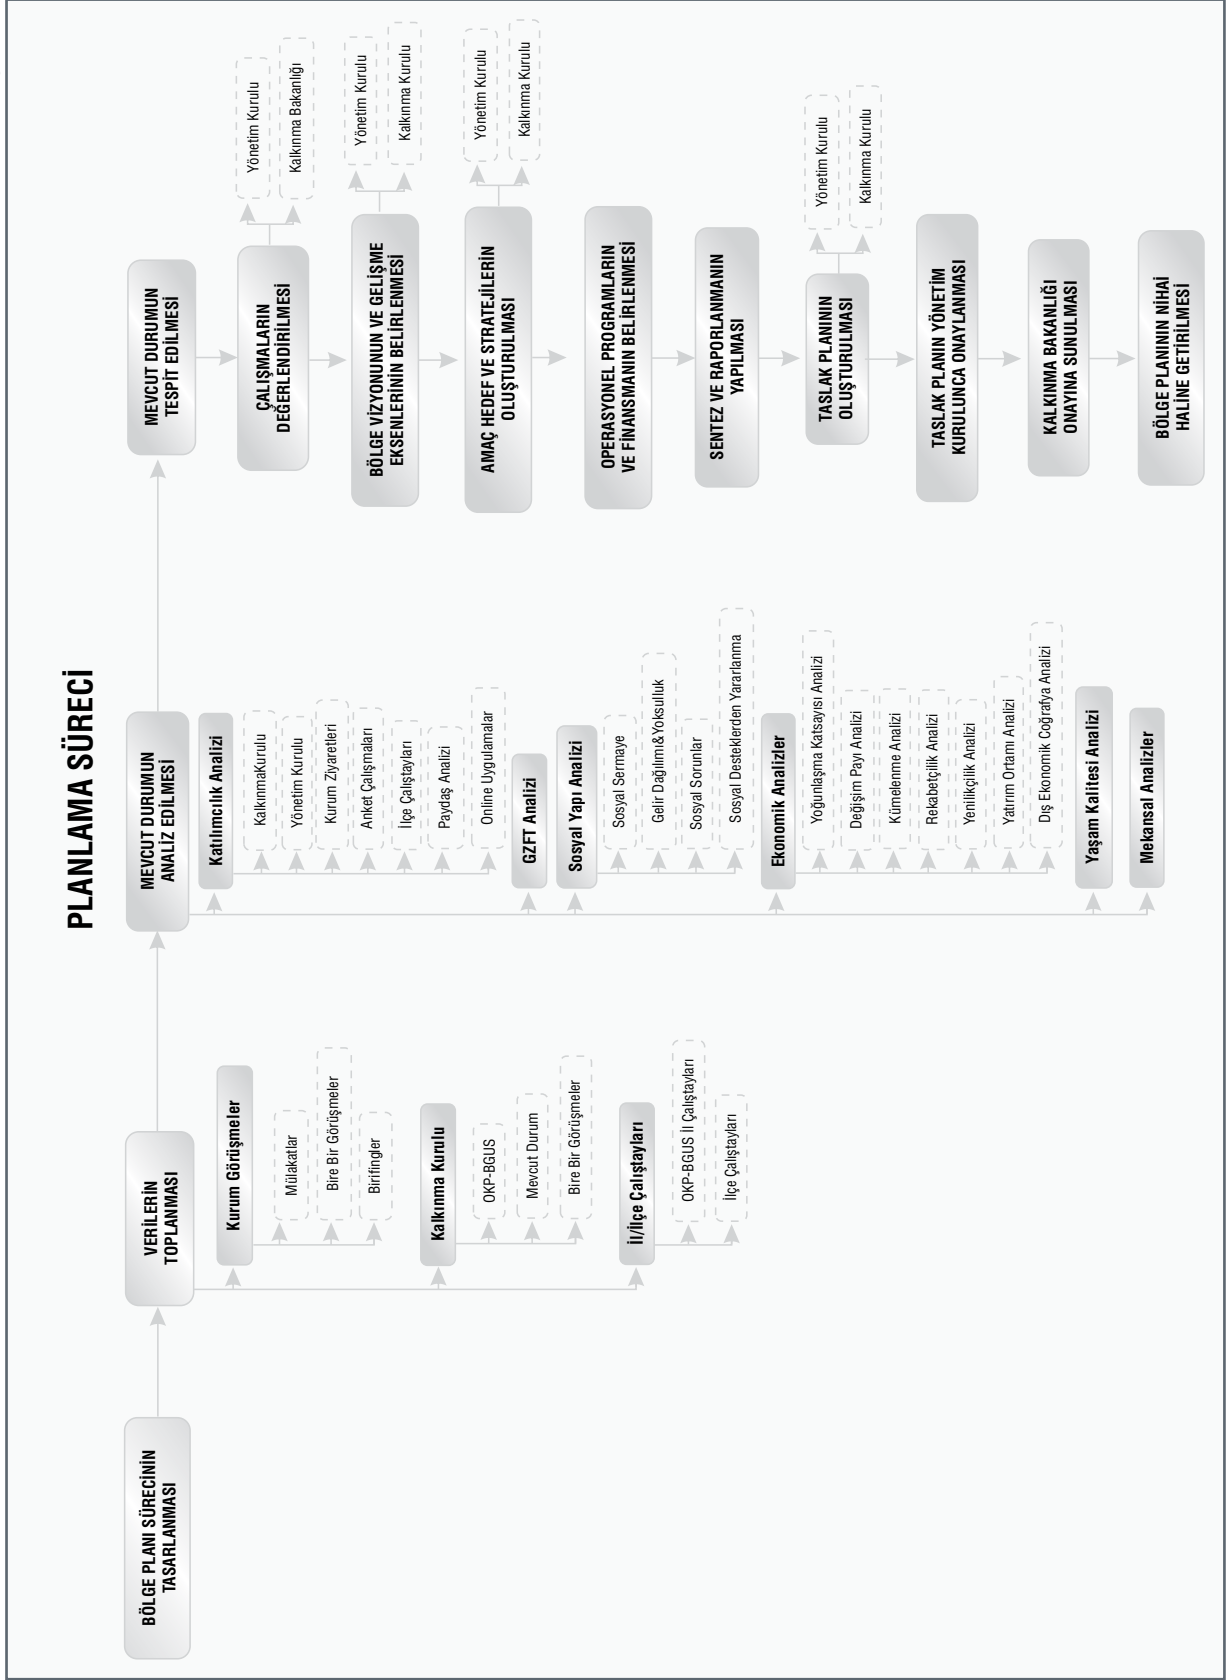 PLANLAMA SÜRECİ
BÖLGE PLANI SÜRECİNİN
TASARLANMASI
VERİLERİN
TOPLANMASI
Kurum Görüşmeler
Mülakatlar
Bire Bir Görüşmeler
Birifingler
Kalkınma Kurulu
OKP-BGUS
Mevcut Durum
Bire Bir Görüşmeler
İl/İlçe Çalıştayları
OKP-BGUS İl Çalıştayları
İlçe Çalıştayları
MEVCUT DURUMUN
ANALİZ EDİLMESİ
Katılımcılık Analizi
KalkınmaKurulu
Yönetim Kurulu
Kurum Ziyaretleri
Anket Çalışmaları
İlçe Çalıştayları
Paydaş Analizi
Online Uygulamalar
GZFT Analizi
Sosyal Yapı Analizi
Sosyal Sermaye
Gelir Dağılımı&Yoksulluk
Sosyal Sorunlar
Sosyal Desteklerden Yararlanma
Ekonomik Analizler
Yoğunlaşma Katsayısı Analizi
Değişim Payı Analizi
Kümelenme Analizi
Rekabetçilik Analizi
Yenilikçilik Analizi
Yatırım Ortamı Analizi
Dış Ekonomik Coğrafya Analizi
Yaşam Kalitesi Analizi
Mekansal Analizler
MEVCUT DURUMUN
TESPİT EDİLMESİ
ÇALIŞMALARIN
DEĞERLENDİRİLMESİ
Yönetim Kurulu
Kalkınma Bakanlığı
BÖLGE VİZYONUNUN VE GELİŞME
EKSENLERİNİN BELİRLENMESİ
Yönetim Kurulu
Kalkınma Kurulu
AMAÇ HEDEF VE STRATEJİLERİN
OLUŞTURULMASI
Yönetim Kurulu
Kalkınma Kurulu
OPERASYONEL PROGRAMLARIN
VE FİNANSMANIN BELİRLENMESİ
SENTEZ VE RAPORLANMANIN
YAPILMASI
TASLAK PLANININ
OLUŞTURULMASI
Yönetim Kurulu
Kalkınma Kurulu
TASLAK PLANIN YÖNETİM
KURULUNCA ONAYLANMASI
KALKINMA BAKANLIĞI
ONAYINA SUNULMASI
BÖLGE PLANININ NİHAİ
HALİNE GETİRİLMESİ